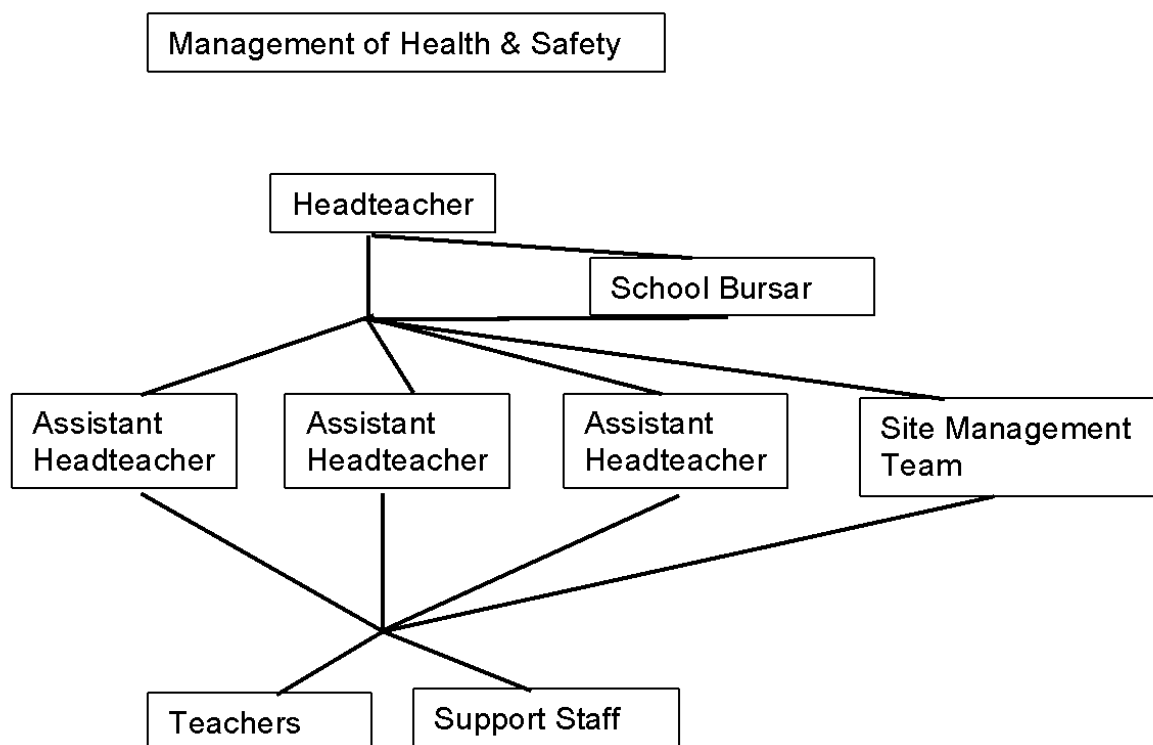 Management of Health & Safety
Headteacher
School Bursar
Assistant
Headteacher
Assistant
Headteacher
Assistant
Headteacher
Site Management
Team
Teachers
Support Staff